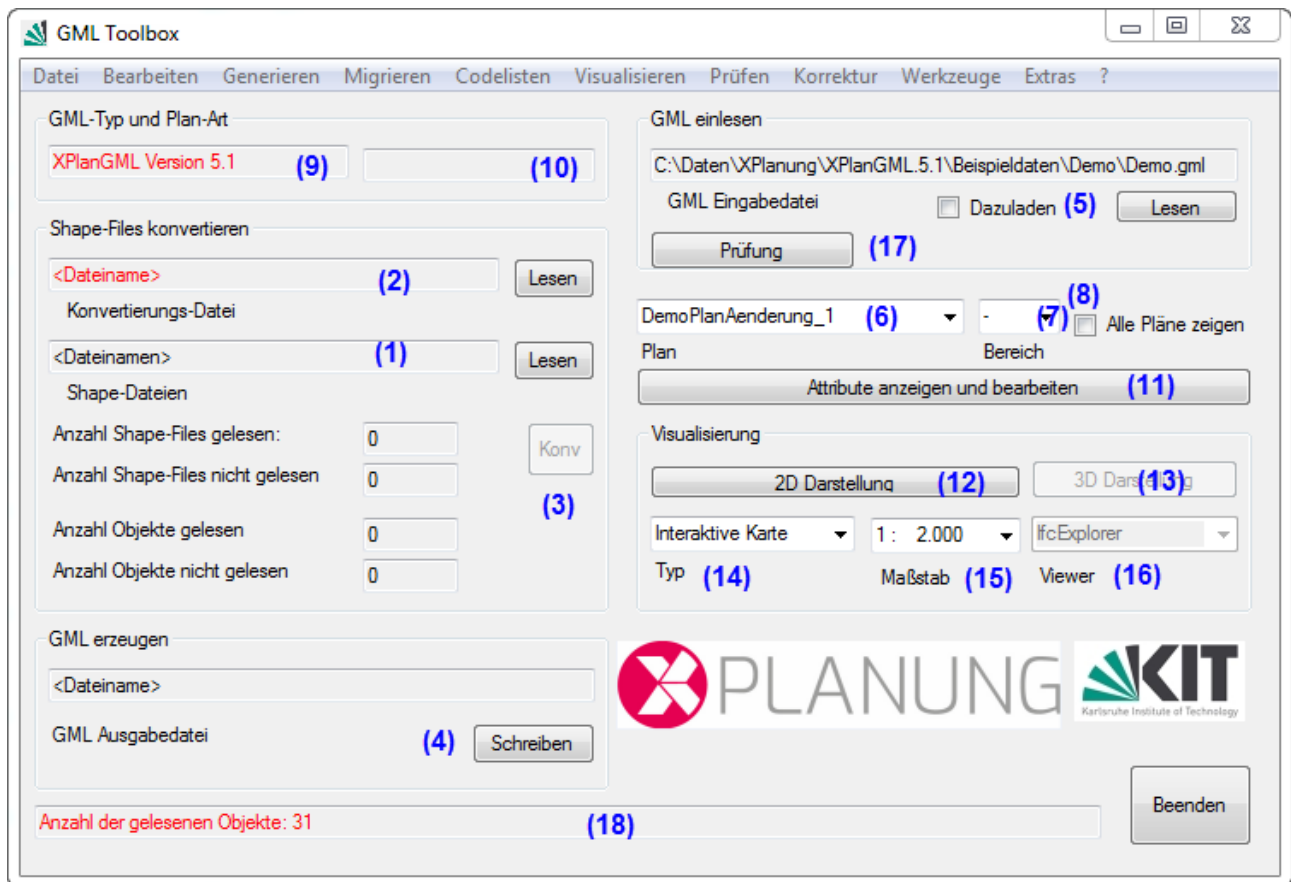 GML Toolbox
Datei Bearbeiten Generieren Migrieren Codelisten Visualisieren Prüfen Korrektur Werkzeuge Extras ?
GML-Typ und Plan-Art
XPlanGML Version 5.1 (9) (10)
Shape-Files konvertieren
<Dateiname> (2) Lesen
Konvertierungs-Datei
<Dateinamen> (1) Lesen
Shape-Dateien
Anzahl Shape-Files gelesen: 0 Konv
Anzahl Shape-Files nicht gelesen 0
(3)
Anzahl Objekte gelesen 0
Anzahl Objekte nicht gelesen 0
GML erzeugen
<Dateiname>
GML Ausgabedatei (4) Schreiben
GML einlesen
C:\Daten\XPlanung\XPlanGML.5.1\Beispieldaten\Demo\Demo.gml
GML Eingabedatei Dazuladen (5) Lesen
Prüfung (17)
DemoPlanAenderung_1 (6) - (7) (8) Alle Pläne zeigen
Plan Bereich
Attribute anzeigen und bearbeiten (11)
Visualisierung
2D Darstellung (12) 3D Darstellung (13)
Interaktive Karte 1 : 2.000 IfcExplorer
Typ (14) Maßstab (15) Viewer (16)
XPLANUNG
KIT
Karlsruhe Institute of Technology
Beenden
Anzahl der gelesenen Objekte: 31 (18)